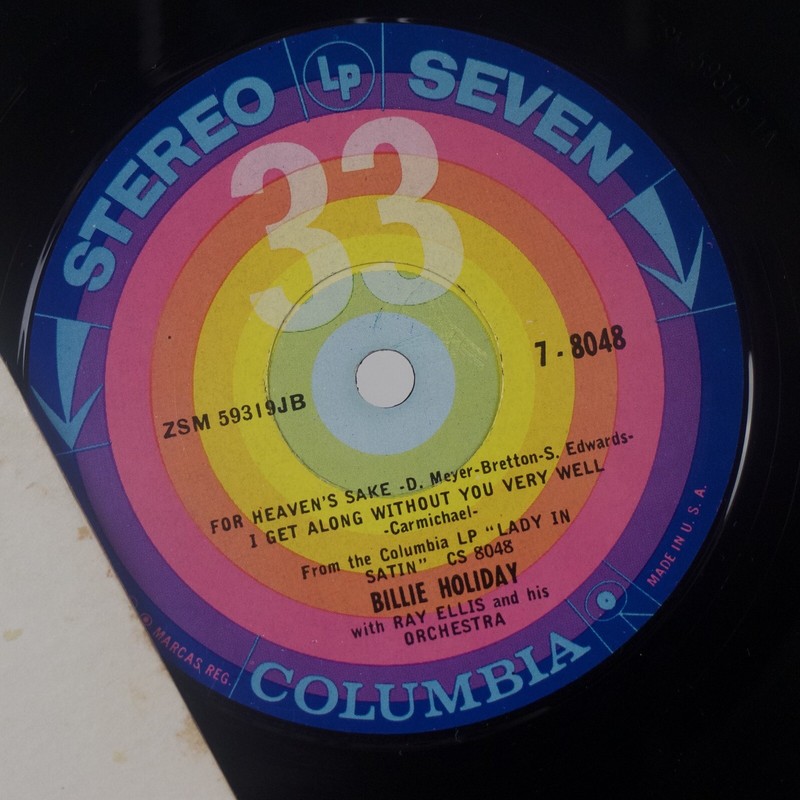 STEREO Lp SEVEN
33
7-8048
ZSM 59319JB
FOR HEAVEN'S SAKE -D. Meyer-Bretton-S. Edwards-
I GET ALONG WITHOUT YOU VERY WELL
-Carmichael-
From the Columbia LP "LADY IN
SATIN" CS 8048
BILLIE HOLIDAY
with RAY ELLIS and his
ORCHESTRA
® MARCAS REG.
COLUMBIA
MADE IN U. S. A.